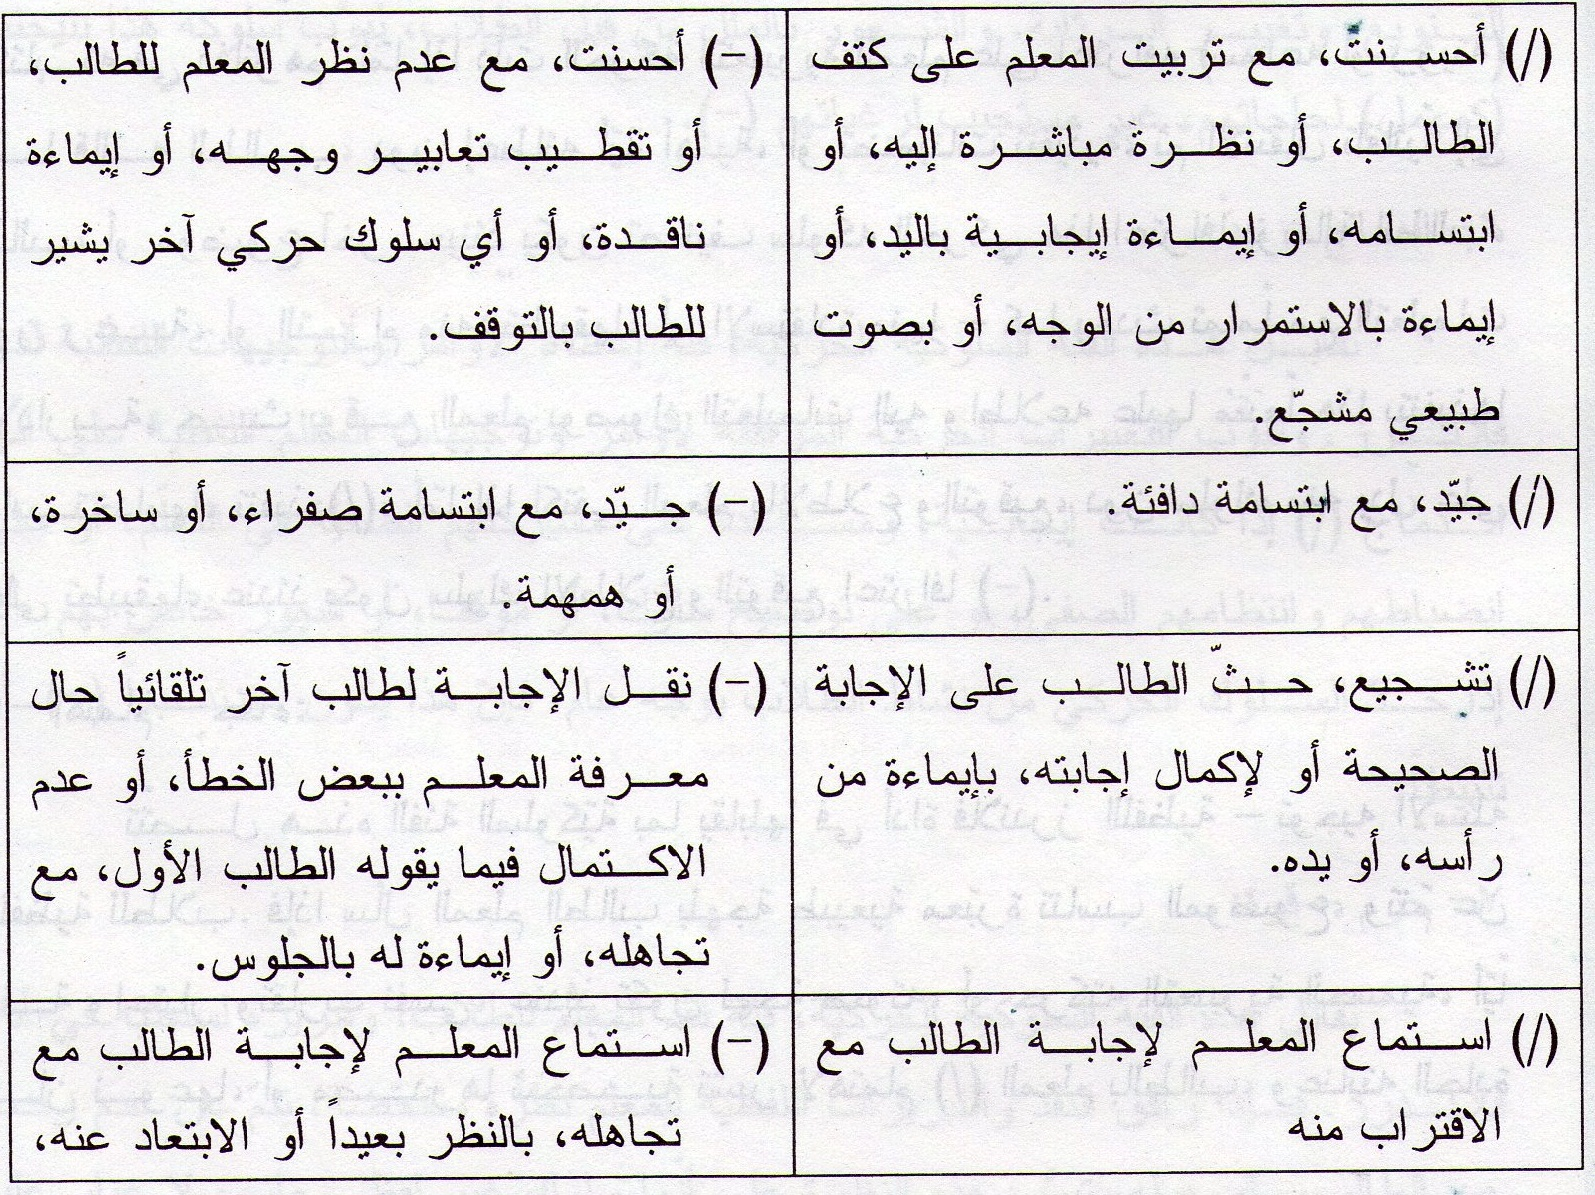 (/) أحسنت، مع تربيت المعلم على كتف
الطالب، أو نظرة مباشرة إليه، أو
ابتسامه، أو إيماءة إيجابية باليد، أو
إيماءة بالاستمرار من الوجه، أو بصوت
طبيعي مشجّع.
(-) أحسنت، مع عدم نظر المعلم للطالب،
أو تقطيب تعابير وجهه، أو إيماءة
ناقدة، أو أي سلوك حركي آخر يشير
للطالب بالتوقف.
(/) جيّد، مع ابتسامة دافئة.
(-) جيّد، مع ابتسامة صفراء، أو ساخرة،
أو همهمة.
(/) تشجيع، حثّ الطالب على الإجابة
الصحيحة أو لإكمال إجابته، بإيماءة من
رأسه، أو يده.
(-) نقل الإجابة لطالب آخر تلقائياً حال
معرفة المعلم ببعض الخطأ، أو عدم
الاكتمال فيما يقوله الطالب الأول، مع
تجاهله، أو إيماءة له بالجلوس.
(/) استماع المعلم لإجابة الطالب مع
الاقتراب منه
(-) استماع المعلم لإجابة الطالب مع
تجاهله، بالنظر بعيداً أو الابتعاد عنه،